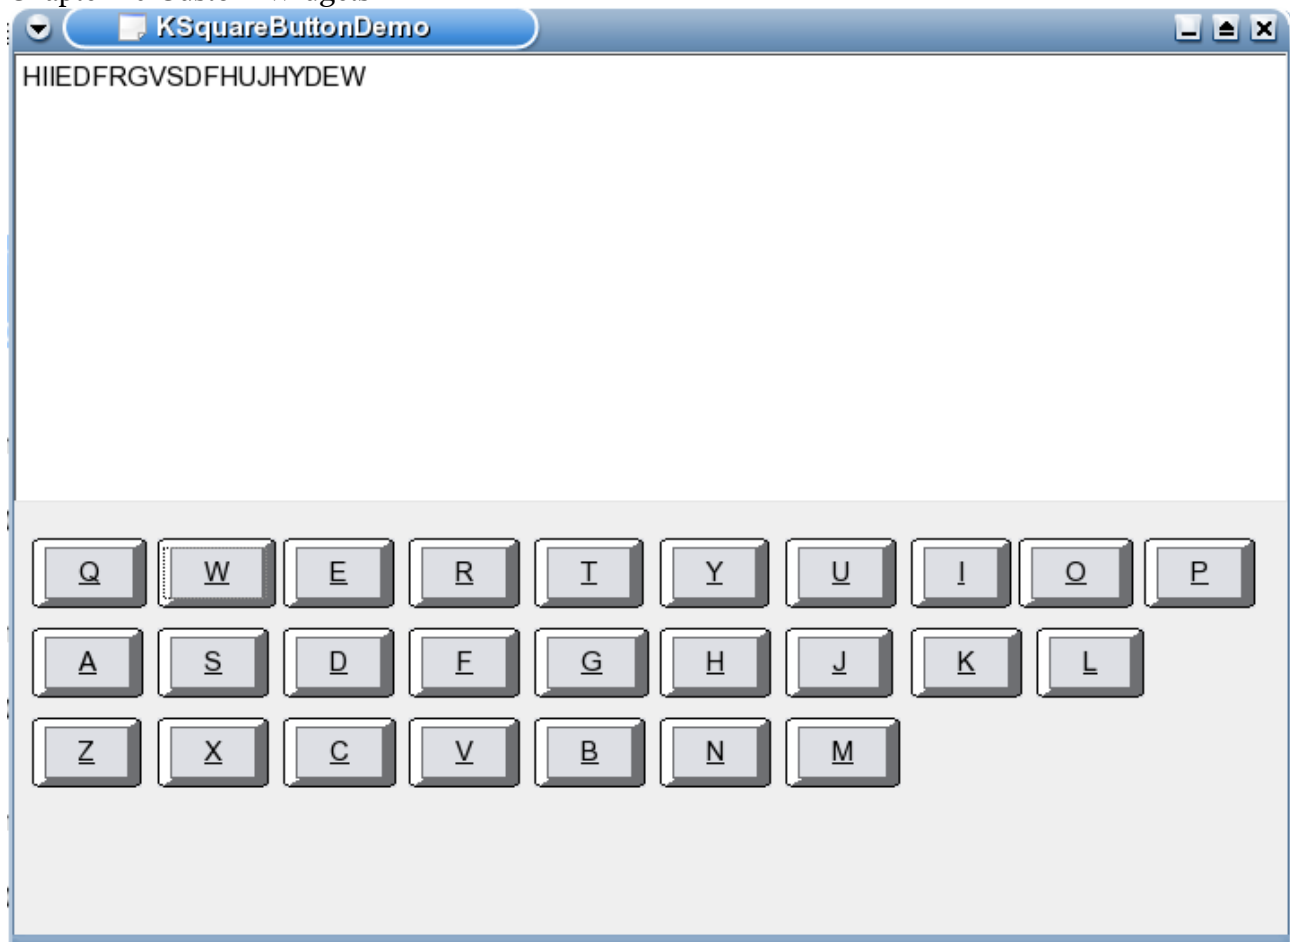 KSquareButtonDemo
HIIEDFRGVSDFHUJHYDEW
Q W E R T Y U I O P
A S D F G H J K L
Z X C V B N M